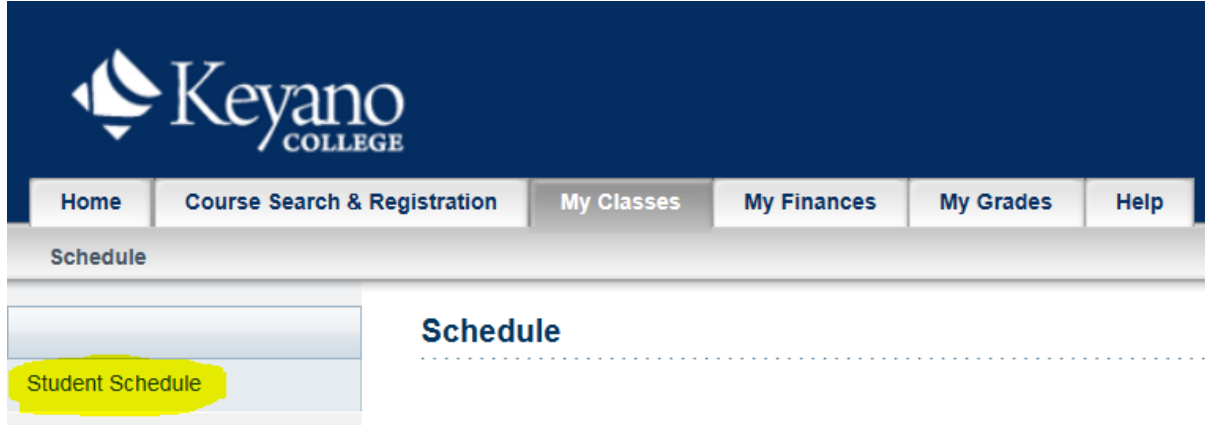 Keyano
COLLEGE
Home Course Search & Registration My Classes My Finances My Grades Help
Schedule
Schedule
Student Schedule